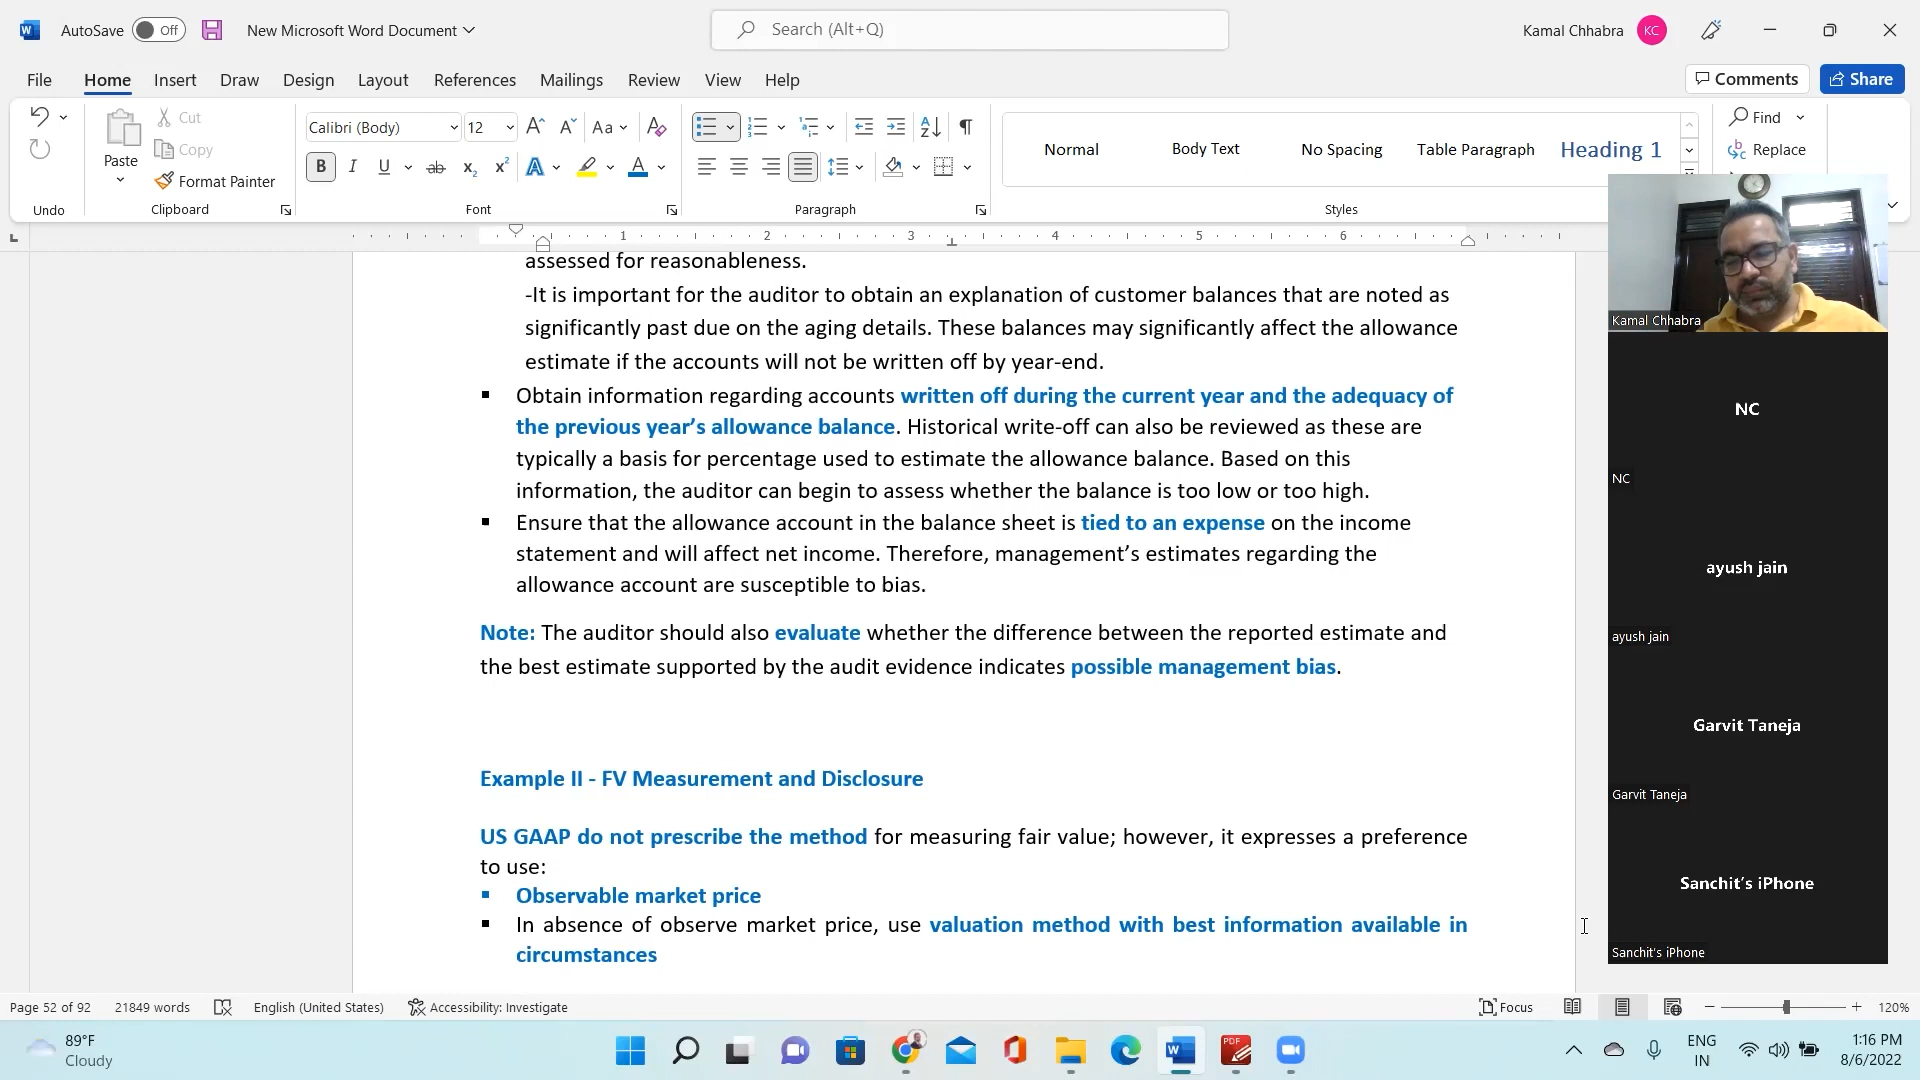 AutoSave Off New Microsoft Word Document Search (Alt+Q) Kamal Chhabra KC
File Home Insert Draw Design Layout References Mailings Review View Help Comments Share
Paste Cut Copy Format Painter
Calibri (Body) 12 Aa
B I U ab x₂ x² A A
Normal Body Text No Spacing Table Paragraph Heading 1
Find
Replace
Undo Clipboard Font Paragraph Styles
1 2 3 4 5 6
assessed for reasonableness.
-It is important for the auditor to obtain an explanation of customer balances that are noted as
significantly past due on the aging details. These balances may significantly affect the allowance
estimate if the accounts will not be written off by year-end.
▪ Obtain information regarding accounts written off during the current year and the adequacy of
the previous year’s allowance balance. Historical write-off can also be reviewed as these are
typically a basis for percentage used to estimate the allowance balance. Based on this
information, the auditor can begin to assess whether the balance is too low or too high.
▪ Ensure that the allowance account in the balance sheet is tied to an expense on the income
statement and will affect net income. Therefore, management’s estimates regarding the
allowance account are susceptible to bias.
Note: The auditor should also evaluate whether the difference between the reported estimate and
the best estimate supported by the audit evidence indicates possible management bias.
Example II - FV Measurement and Disclosure
US GAAP do not prescribe the method for measuring fair value; however, it expresses a preference
to use:
▪ Observable market price
▪ In absence of observe market price, use valuation method with best information available in
circumstances
Kamal Chhabra
NC
NC
ayush jain
ayush jain
Garvit Taneja
Garvit Taneja
Sanchit’s iPhone
Sanchit's iPhone
Page 52 of 92 21849 words English (United States) Accessibility: Investigate Focus 120%
89°F
Cloudy
ENG
IN
1:16 PM
8/6/2022